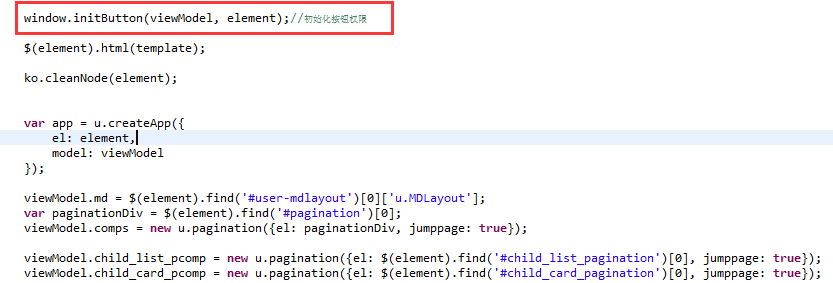 window.initButton(viewModel, element);//初始化按钮权限
$(element).html(template);
ko.cleanNode(element);
var app = u.createApp({
el: element,
model: viewModel
});
viewModel.md = $(element).find('#user-mdlayout')[0]['u.MDLayout'];
var paginationDiv = $(element).find('#pagination')[0];
viewModel.comps = new u.pagination({el: paginationDiv, jumppage: true});
viewModel.child_list_pcomp = new u.pagination({el: $(element).find('#child_list_pagination')[0], jumppage: true});
viewModel.child_card_pcomp = new u.pagination({el: $(element).find('#child_card_pagination')[0], jumppage: true});